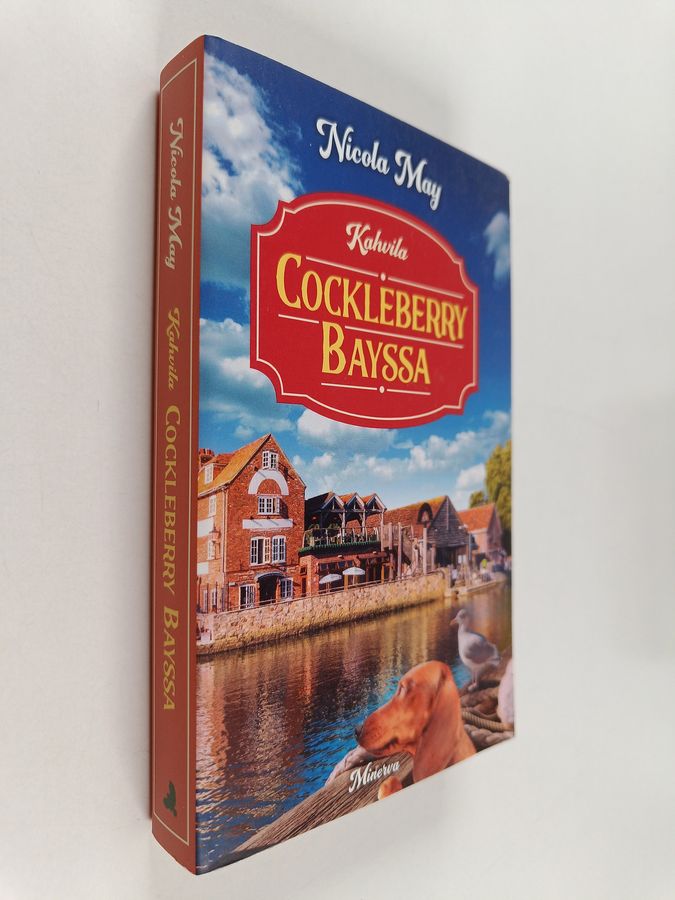 Nicola May
Kahvila
COCKLEBERRY
BAYSSA
Minerva
Nicola May Kahvila COCKLEBERRY BAYSSA